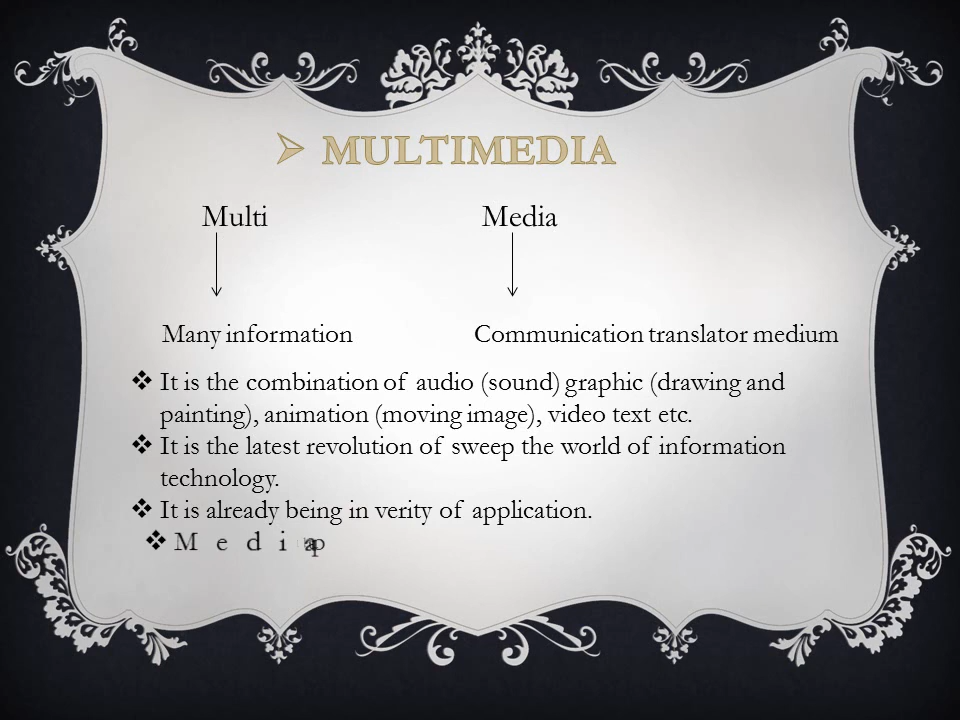 MULTIMEDIA
Multi Media
Many information Communication translator medium
It is the combination of audio (sound) graphic (drawing and
painting), animation (moving image), video text etc.
It is the latest revolution of sweep the world of information
technology.
It is already being in verity of application.
M e d i